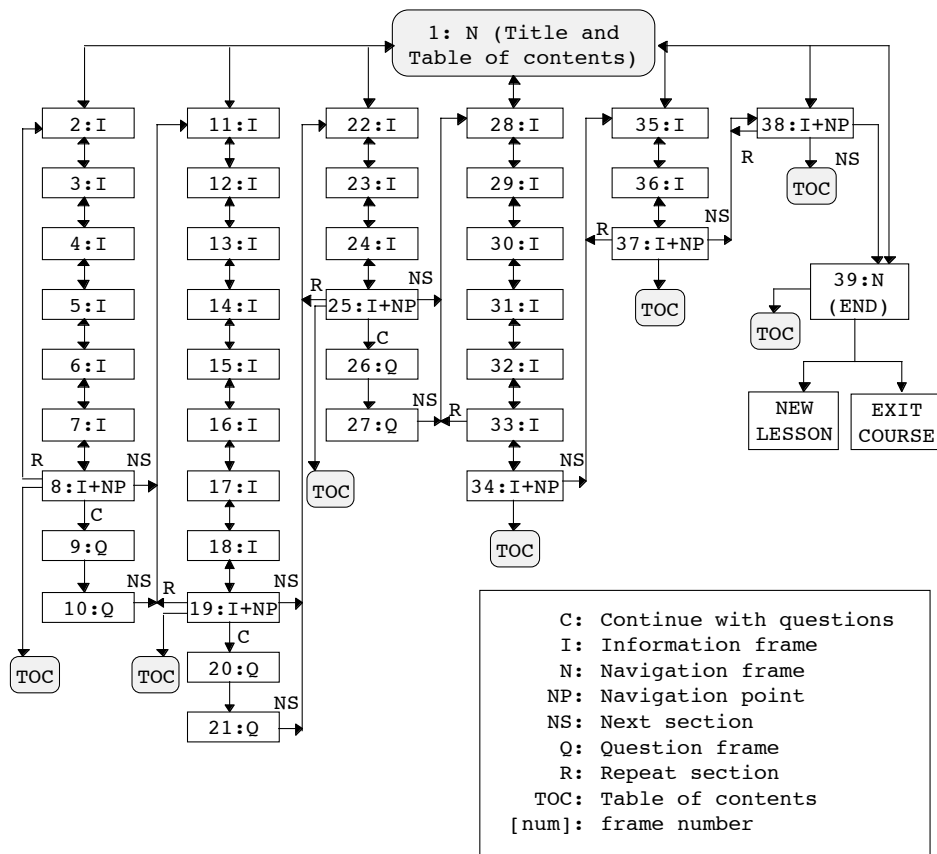 1: N (Title and
Table of contents)
2:I
11:I
22:I
28:I
35:I
38:I+NP
R
NS
3:I
12:I
23:I
29:I
36:I
TOC
4:I
13:I
24:I
30:I
R
NS
37:I+NP
5:I
14:I
R
25:I+NP
NS
31:I
TOC
39:N
(END)
TOC
6:I
15:I
C
26:Q
32:I
7:I
16:I
27:Q
NS
R
33:I
NEW
LESSON
EXIT
COURSE
R
NS
8:I+NP
17:I
TOC
34:I+NP
NS
C
9:Q
18:I
TOC
10:Q
NS
R
19:I+NP
NS
C
TOC
TOC
20:Q
21:Q
NS
C: Continue with questions
I: Information frame
N: Navigation frame
NP: Navigation point
NS: Next section
Q: Question frame
R: Repeat section
TOC: Table of contents
[num]: frame number